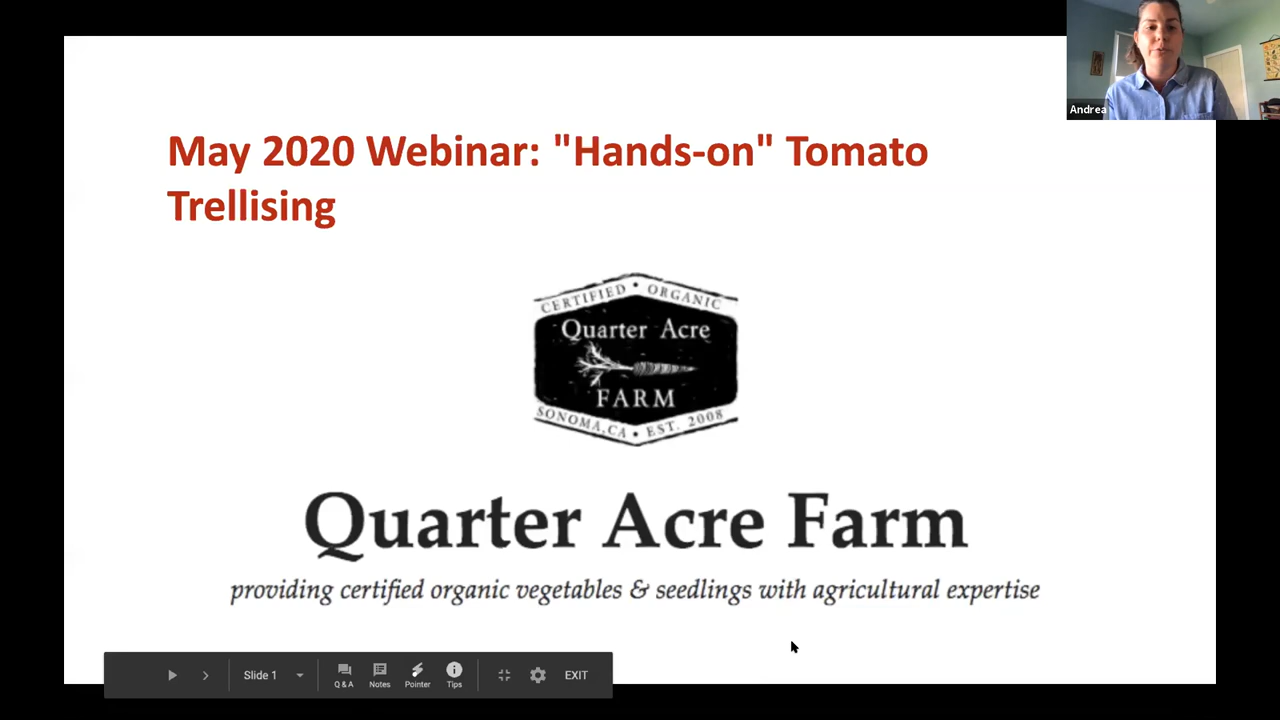 Andrea
May 2020 Webinar: "Hands-on" Tomato
Trellising
CERTIFIED • ORGANIC
Quarter Acre
FARM
SONOMA, CA • EST. 2008
Quarter Acre Farm
providing certified organic vegetables & seedlings with agricultural expertise
Slide 1
Q & A
Notes
Pointer
Tips
EXIT